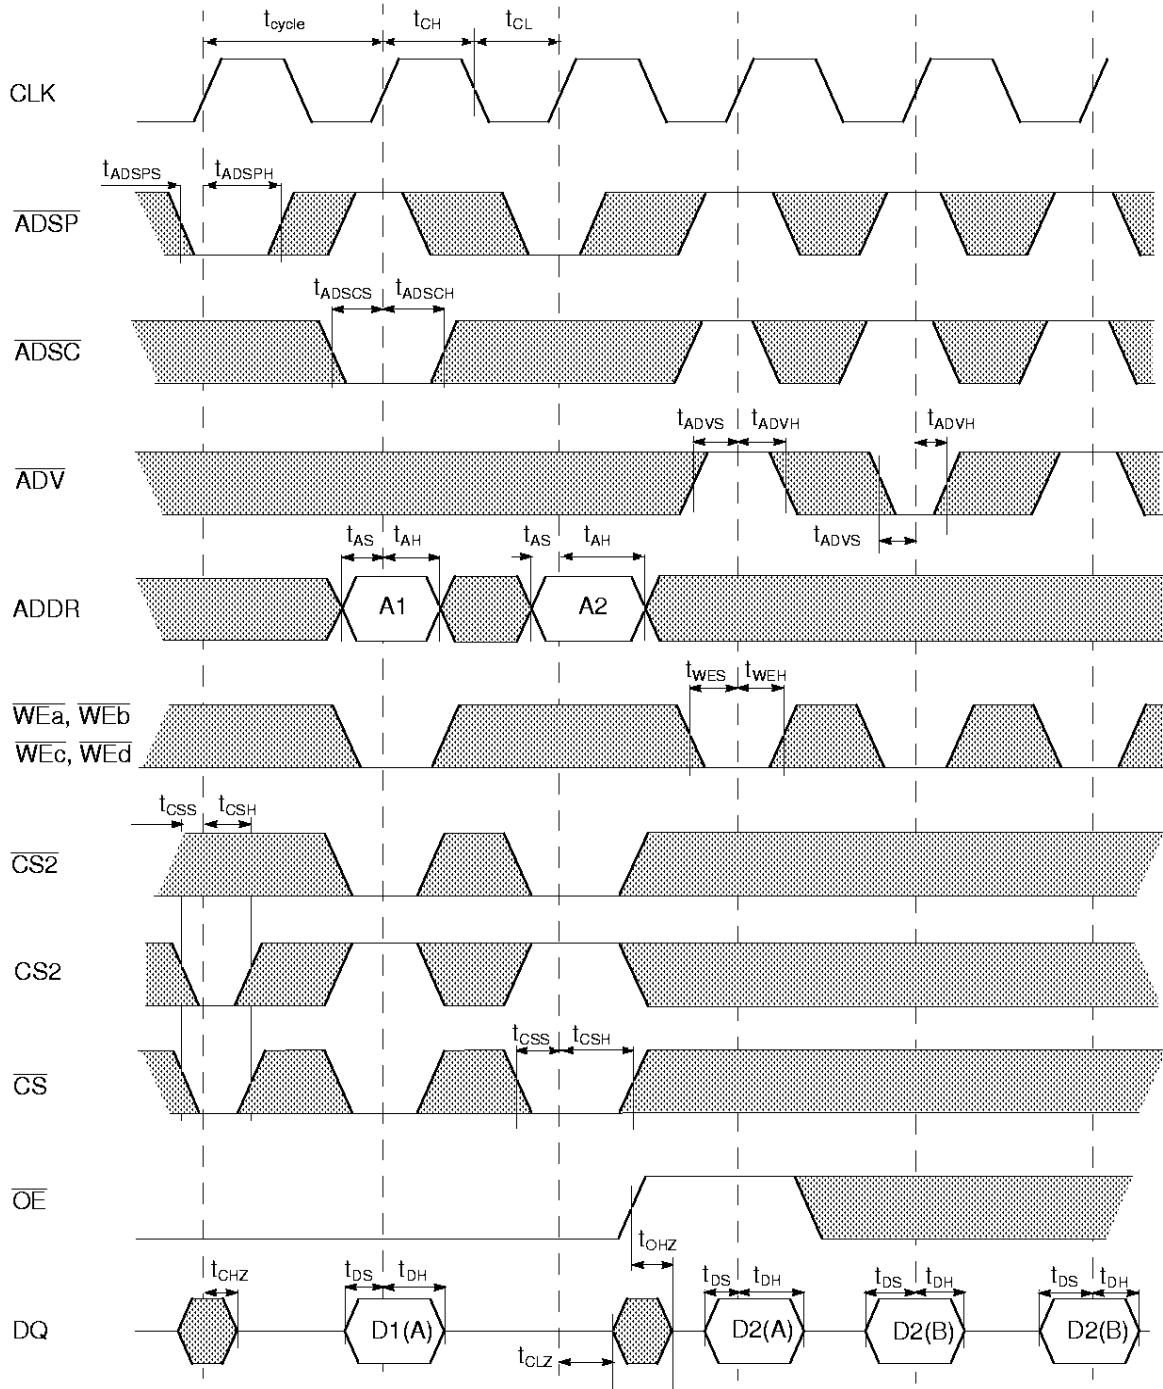 tcycle tCH tCL
CLK
tADSPS tADSPH
ADSP
tADSCS tADSCH
ADSC
tADVS tADVH tADVH
ADV
tADVS
tAS tAH tAS tAH
ADDR A1 A2
tWES tWEH
WEa, WEb
WEc, WEd
tCSS tCSH
CS2
CS2
tCSS tCSH
CS
OE
tOHZ
tCHZ tDS tDH tDS tDH tDS tDH tDS tDH
DQ D1(A) D2(A) D2(B) D2(B)
tCLZ